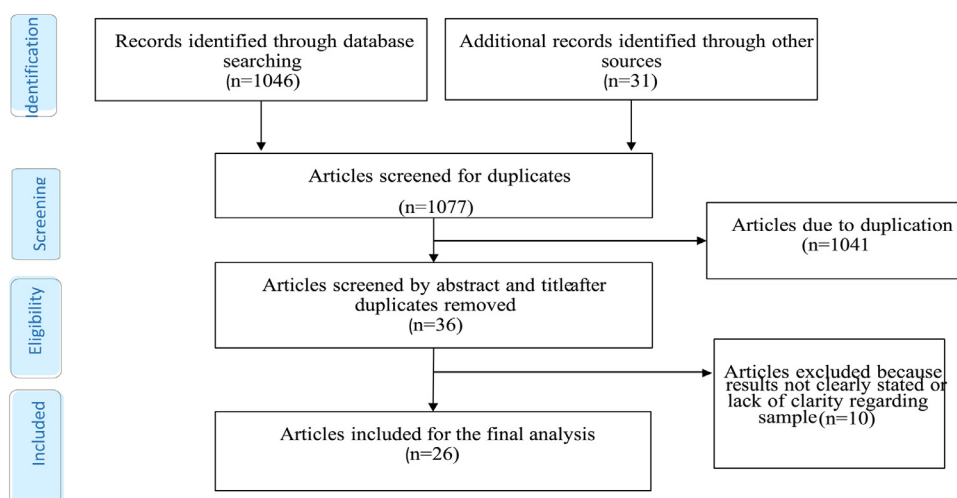 Identification
Records identified through database
searching
(n=1046)
Additional records identified through other
sources
(n=31)
Screening
Articles screened for duplicates
(n=1077)
Articles due to duplication
(n=1041
Eligibility
Articles screened by abstract and titleafter
duplicates removed
(n=36)
Articles excluded because
results not clearly stated or
lack of clarity regarding
sample (n=10)
Included
Articles included for the final analysis
(n=26)